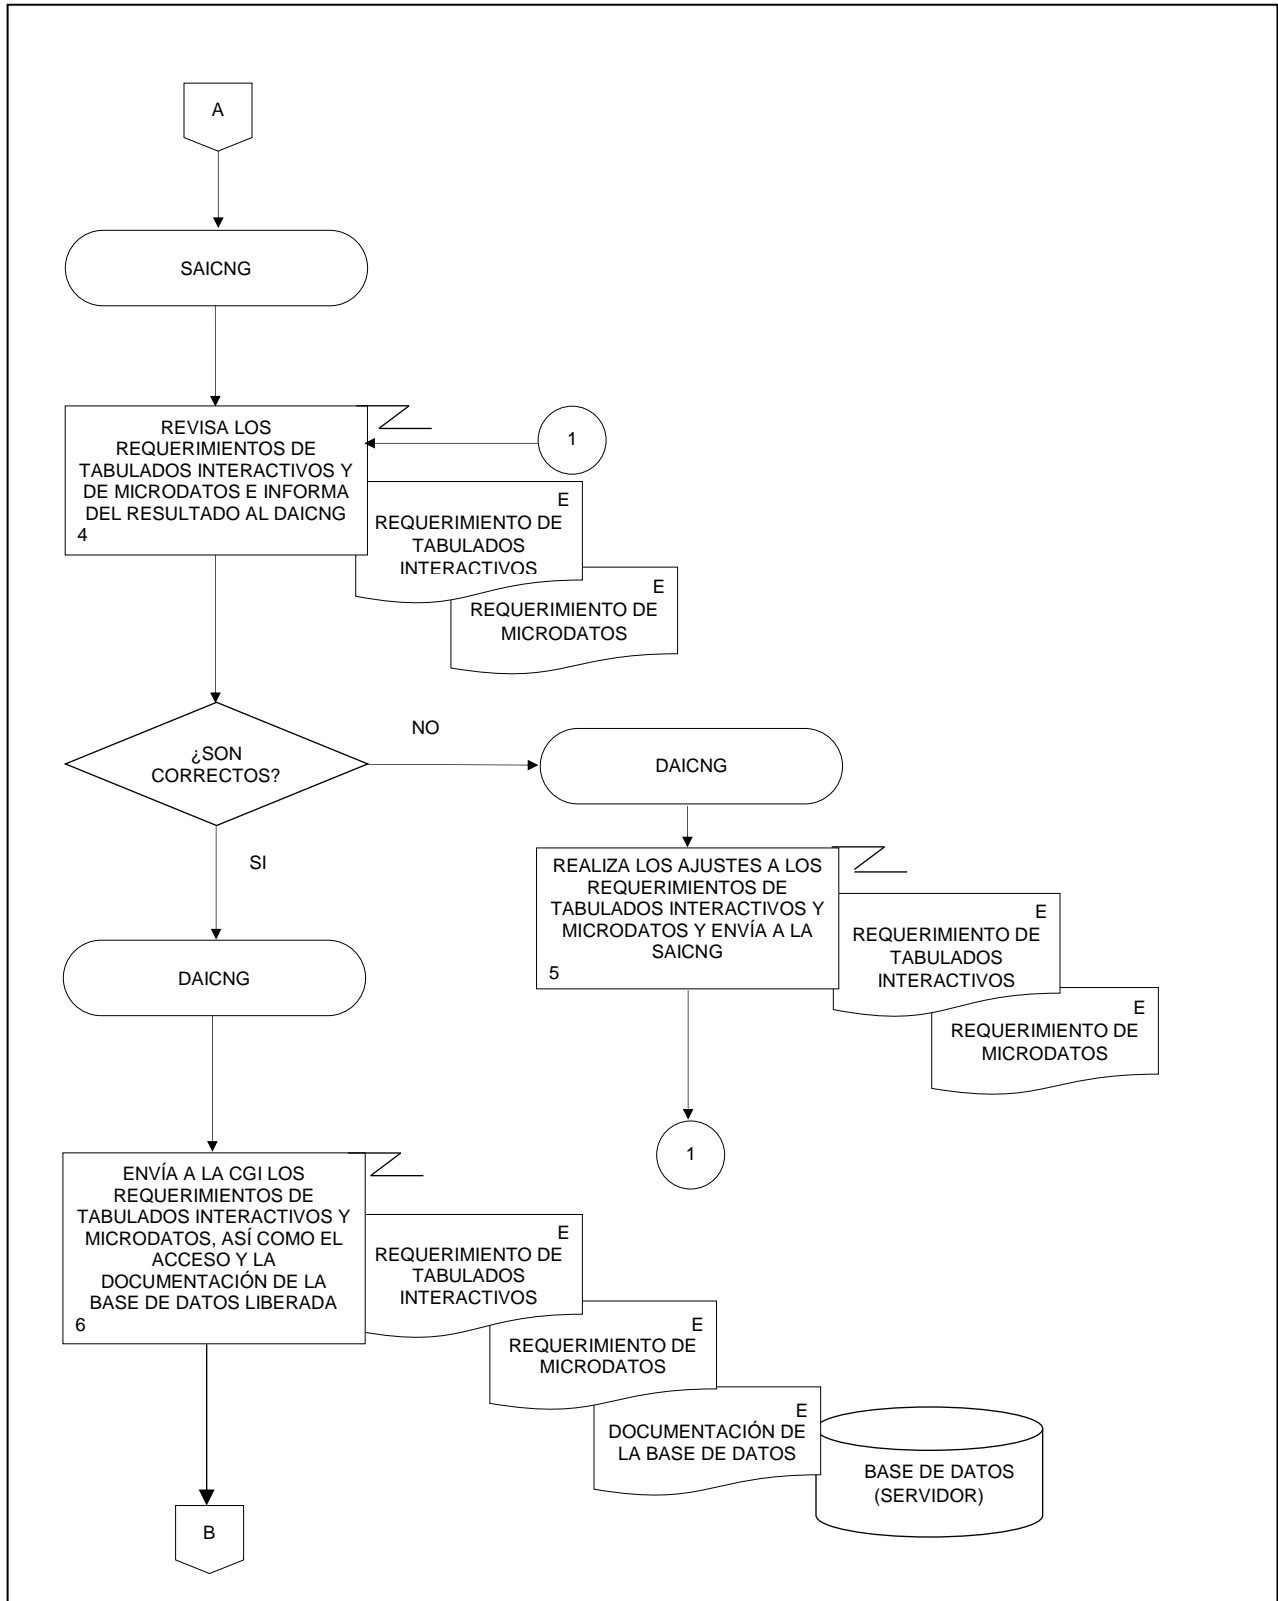 A
SAICNG
REVISA LOS
REQUERIMIENTOS DE
TABULADOS INTERACTIVOS Y
DE MICRODATOS E INFORMA
DEL RESULTADO AL DAICNG
4
1
E
REQUERIMIENTO DE
TABULADOS
INTERACTIVOS
E
REQUERIMIENTO DE
MICRODATOS
¿SON
CORRECTOS?
NO
DAICNG
SI
REALIZA LOS AJUSTES A LOS
REQUERIMIENTOS DE
TABULADOS INTERACTIVOS Y
MICRODATOS Y ENVÍA A LA
SAICNG
5
E
REQUERIMIENTO DE
TABULADOS
INTERACTIVOS
E
REQUERIMIENTO DE
MICRODATOS
1
DAICNG
ENVÍA A LA CGI LOS
REQUERIMIENTOS DE
TABULADOS INTERACTIVOS Y
MICRODATOS, ASÍ COMO EL
ACCESO Y LA
DOCUMENTACIÓN DE LA
BASE DE DATOS LIBERADA
6
E
REQUERIMIENTO DE
TABULADOS
INTERACTIVOS
E
REQUERIMIENTO DE
MICRODATOS
E
DOCUMENTACIÓN DE
LA BASE DE DATOS
BASE DE DATOS
(SERVIDOR)
B